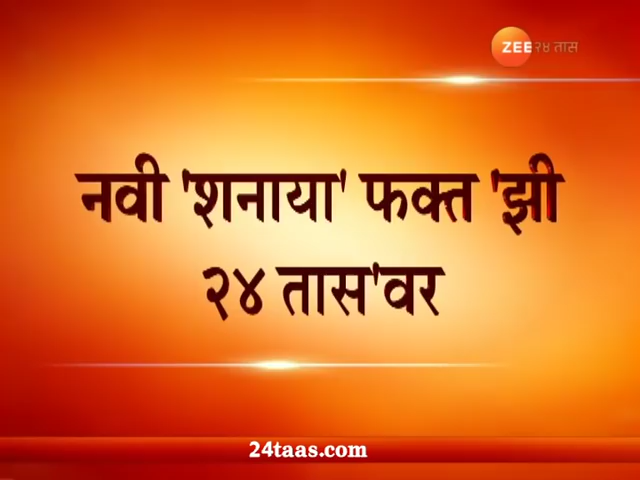 ZEE २४ तास
नवी 'शनाया' फक्त 'झी
२४ तास'वर
24taas.com